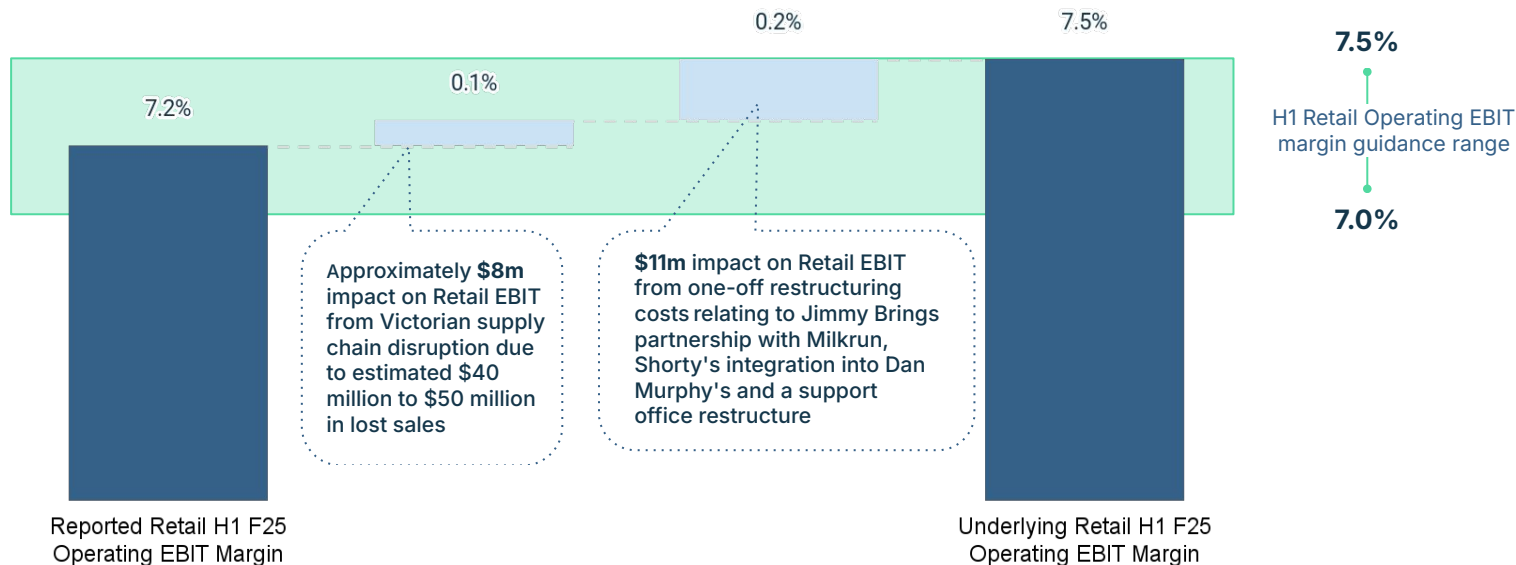 0.2%
7.5%
7.5%
0.1%
7.2%
H1 Retail Operating EBIT
margin guidance range
7.0%
Approximately $8m
impact on Retail EBIT
from Victorian supply
chain disruption due
to estimated $40
million to $50 million
in lost sales
$11m impact on Retail EBIT
from one-off restructuring
costs relating to Jimmy Brings
partnership with Milkrun,
Shorty's integration into Dan
Murphy's and a support
office restructure
Reported Retail H1 F25
Operating EBIT Margin
Underlying Retail H1 F25
Operating EBIT Margin